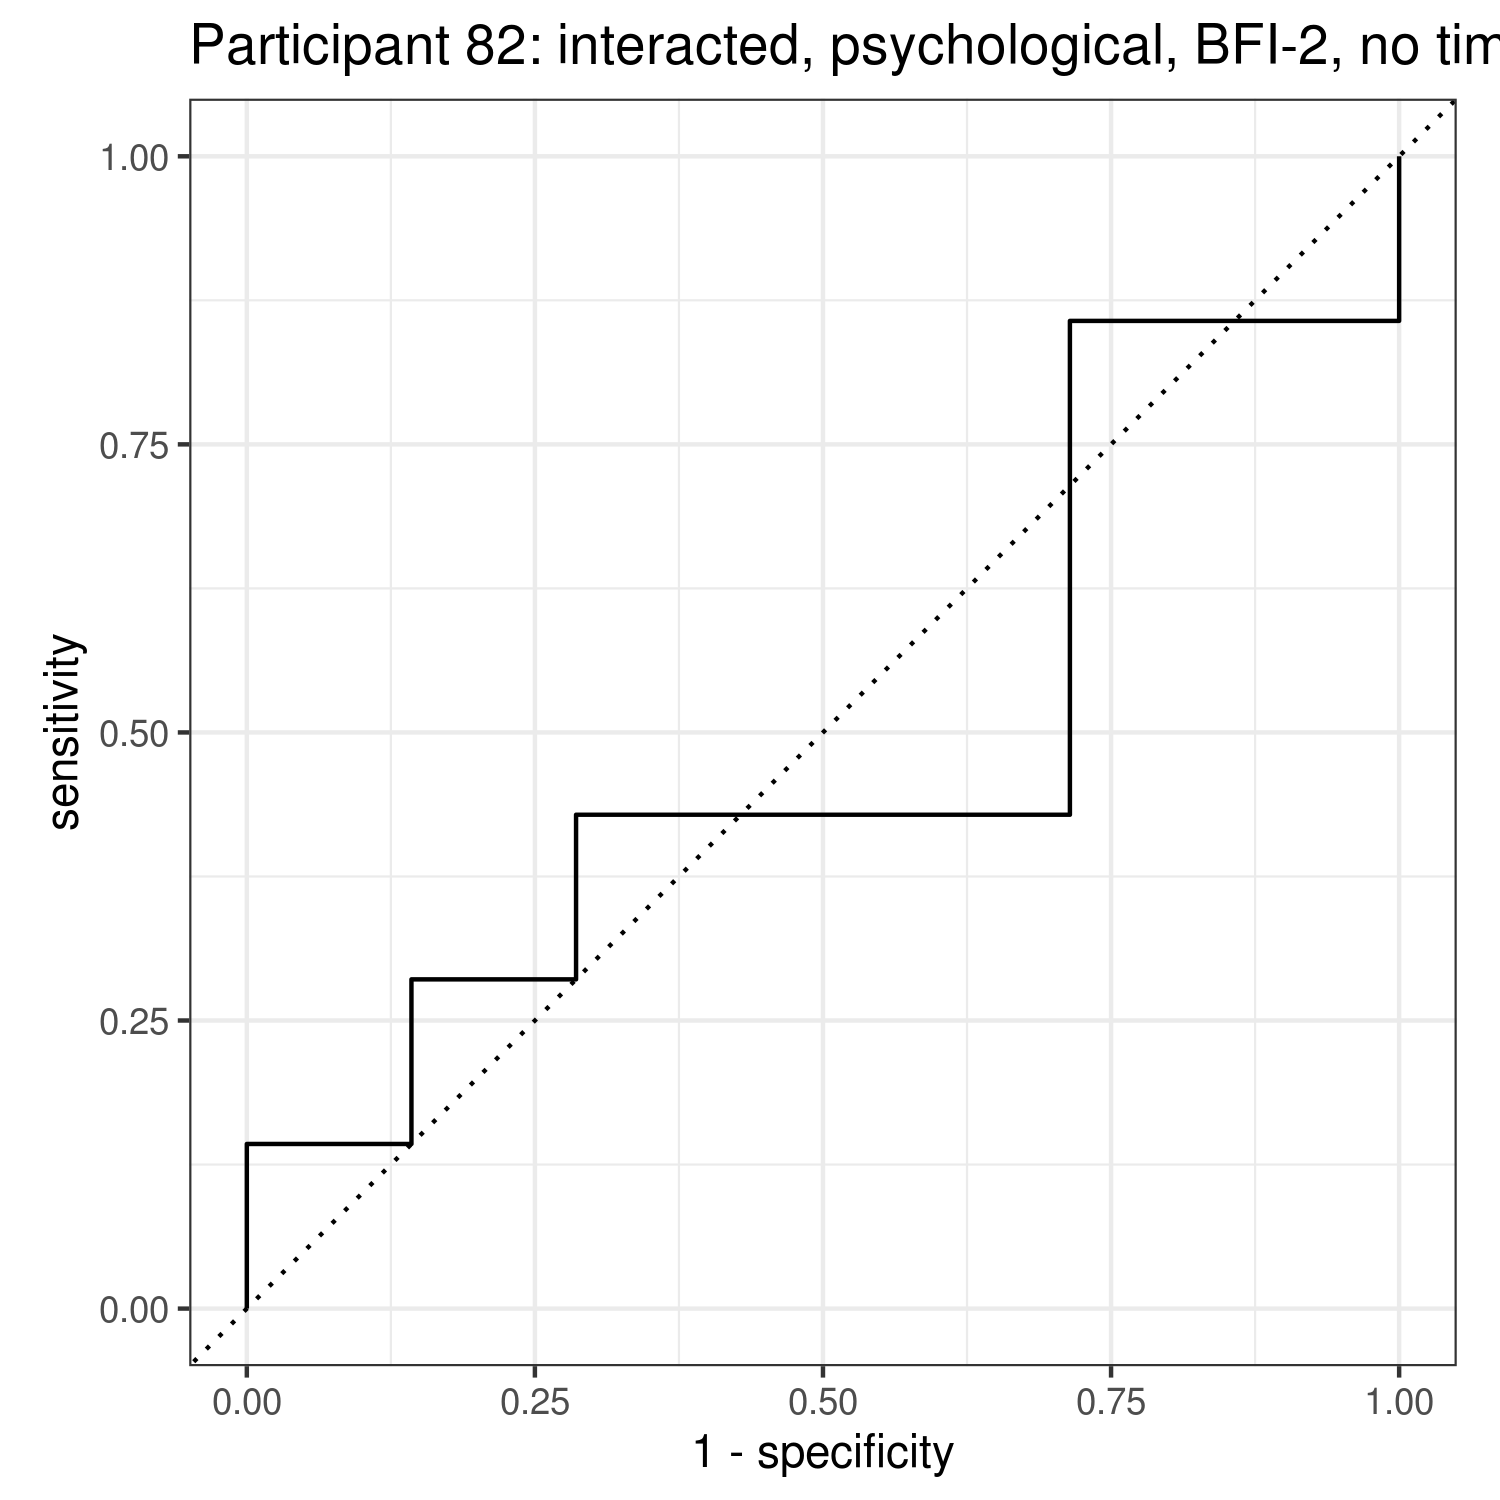 Participant 82: interacted, psychological, BFI-2, no
1.00
0.75
0.50
0.25
0.00
sensitivity
0.00 0.25 0.50 0.75 1.00
1 - specificity